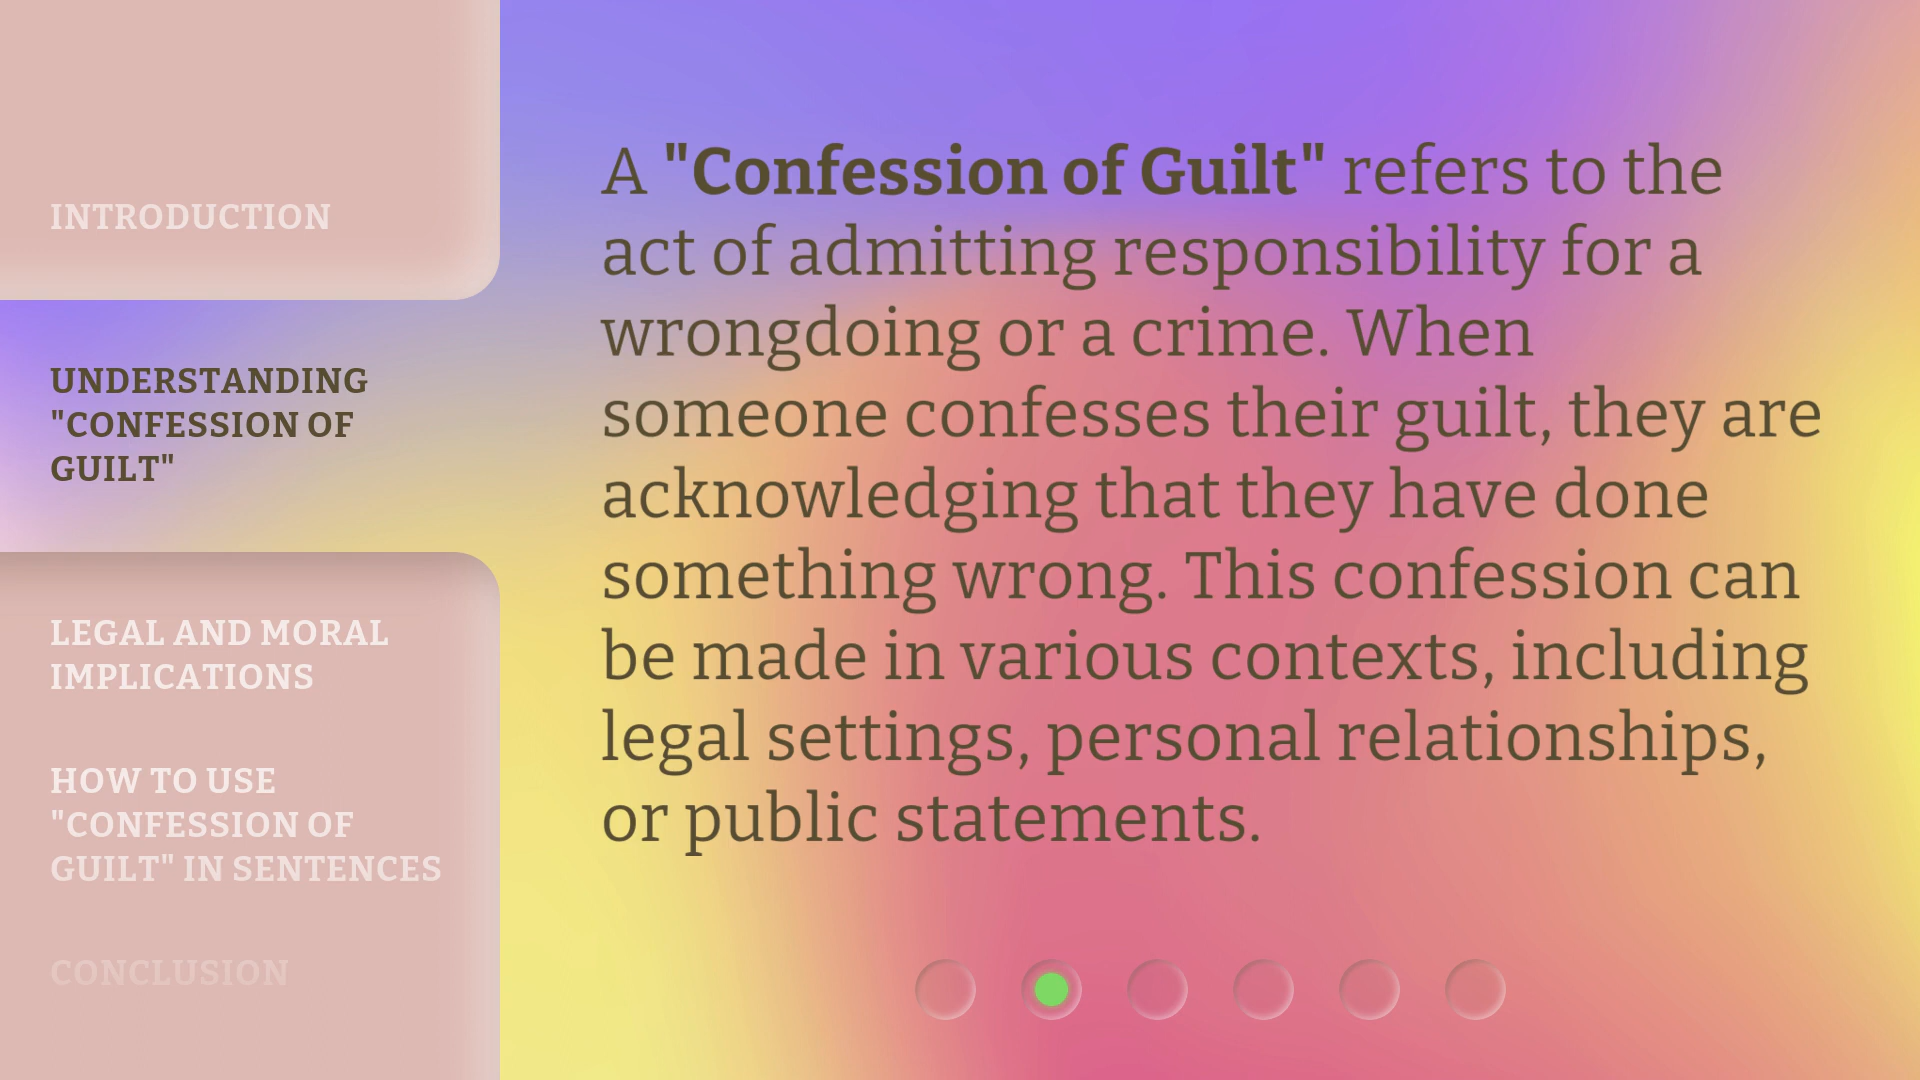 INTRODUCTION
UNDERSTANDING
"CONFESSION OF
GUILT"
LEGAL AND MORAL
IMPLICATIONS
HOW TO USE
"CONFESSION OF
GUILT" IN SENTENCES
CONCLUSION
A "Confession of Guilt" refers to the
act of admitting responsibility for a
wrongdoing or a crime. When
someone confesses their guilt, they are
acknowledging that they have done
something wrong. This confession can
be made in various contexts, including
legal settings, personal relationships,
or public statements.